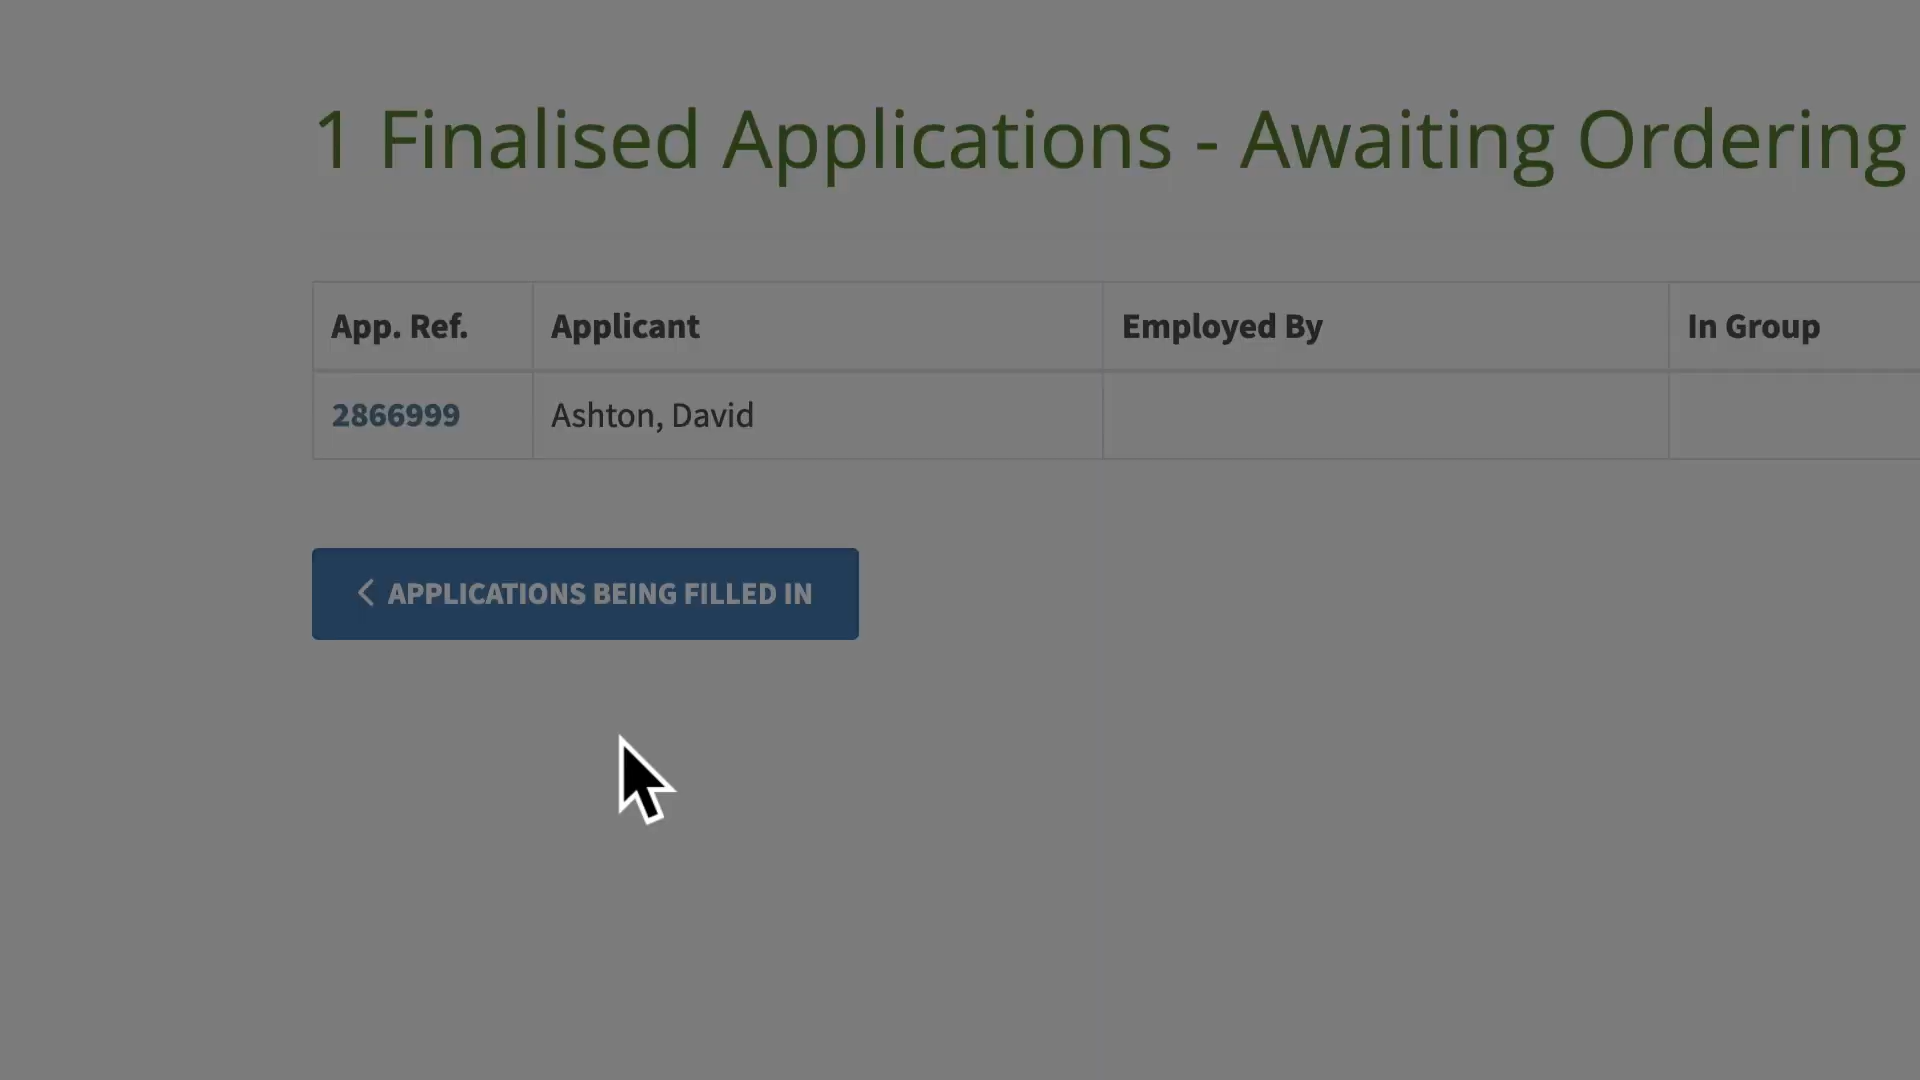 1 Finalised Applications - Awaiting Ordering
App. Ref. Applicant Employed By In Group
2866999 Ashton, David
APPLICATIONS BEING FILLED IN